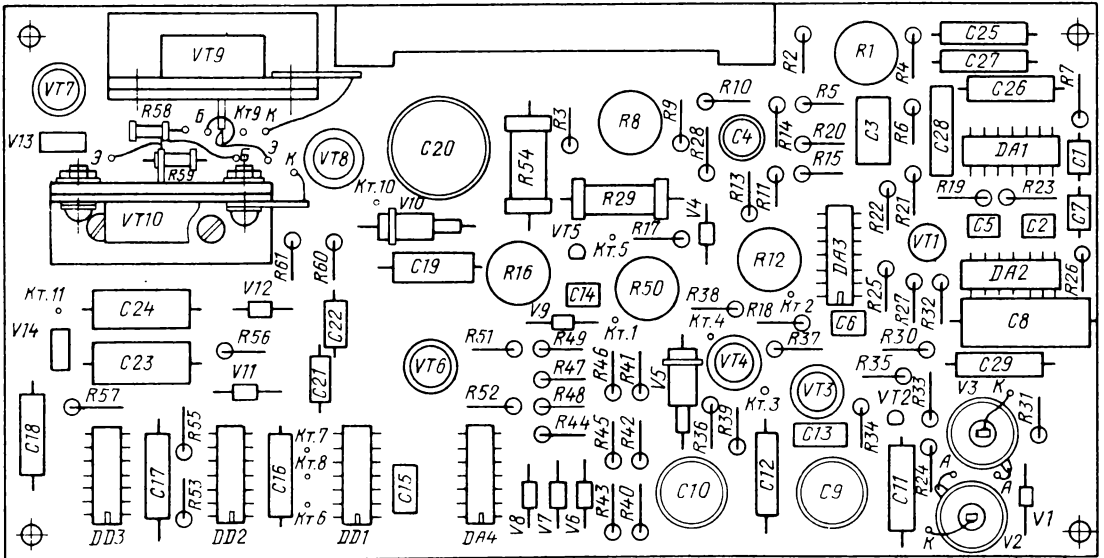 VT9
R2
R1
R4
C25
C27
R7
C26
VT7
R58
Б
Кт9
К
V13
Э
Э
R59
VT10
К
VT8
C20
R54
R3
R8
R9
R10
R28
C4
R14
R5
R20
R15
C3
R6
C28
DA1
C1
R13
R11
R19
R23
C7
Кт.10
V10
R29
VT5
Кт.5
R17
V4
R22
R21
C5
C2
VT1
R61
R60
C19
R16
R50
R12
DA3
R26
DA2
Кт.11
C24
V12
C22
C14
V9
Кт.1
R38
R18
Кт 2
R25
R27
R32
C8
C6
V14
C23
R56
V11
C21
R51
VT6
R49
R47
R48
R44
R46
R41
V5
Кт.4
VT4
R37
R30
C29
R35
VT3
VT2
R33
V3
К
R31
R57
R52
C18
R55
R53
C17
C16
Кт.7
Кт.8
Кт6
C15
R45
R42
R36
R39
Кт.3
C12
C13
R34
C11
R24
А
А
C10
C9
R43
R40
V8
V7
V6
К
V2
V1
DD3
DD2
DD1
DA4